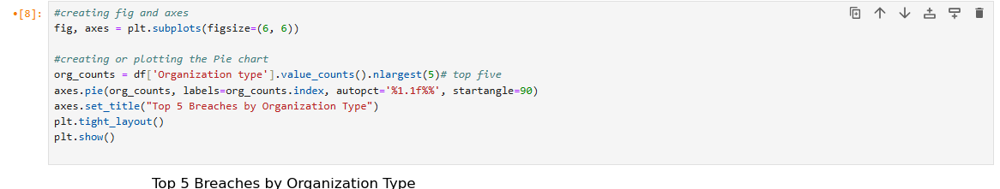 •[8]:
#creating fig and axes
fig, axes = plt.subplots(figsize=(6, 6))
#creating or plotting the Pie chart
org_counts = df['Organization type'].value_counts().nlargest(5)# top five
axes.pie(org_counts, labels=org_counts.index, autopct='%1.1f%%', startangle=90)
axes.set_title("Top 5 Breaches by Organization Type")
plt.tight_layout()
plt.show()
Top 5 Breaches by Organization Type